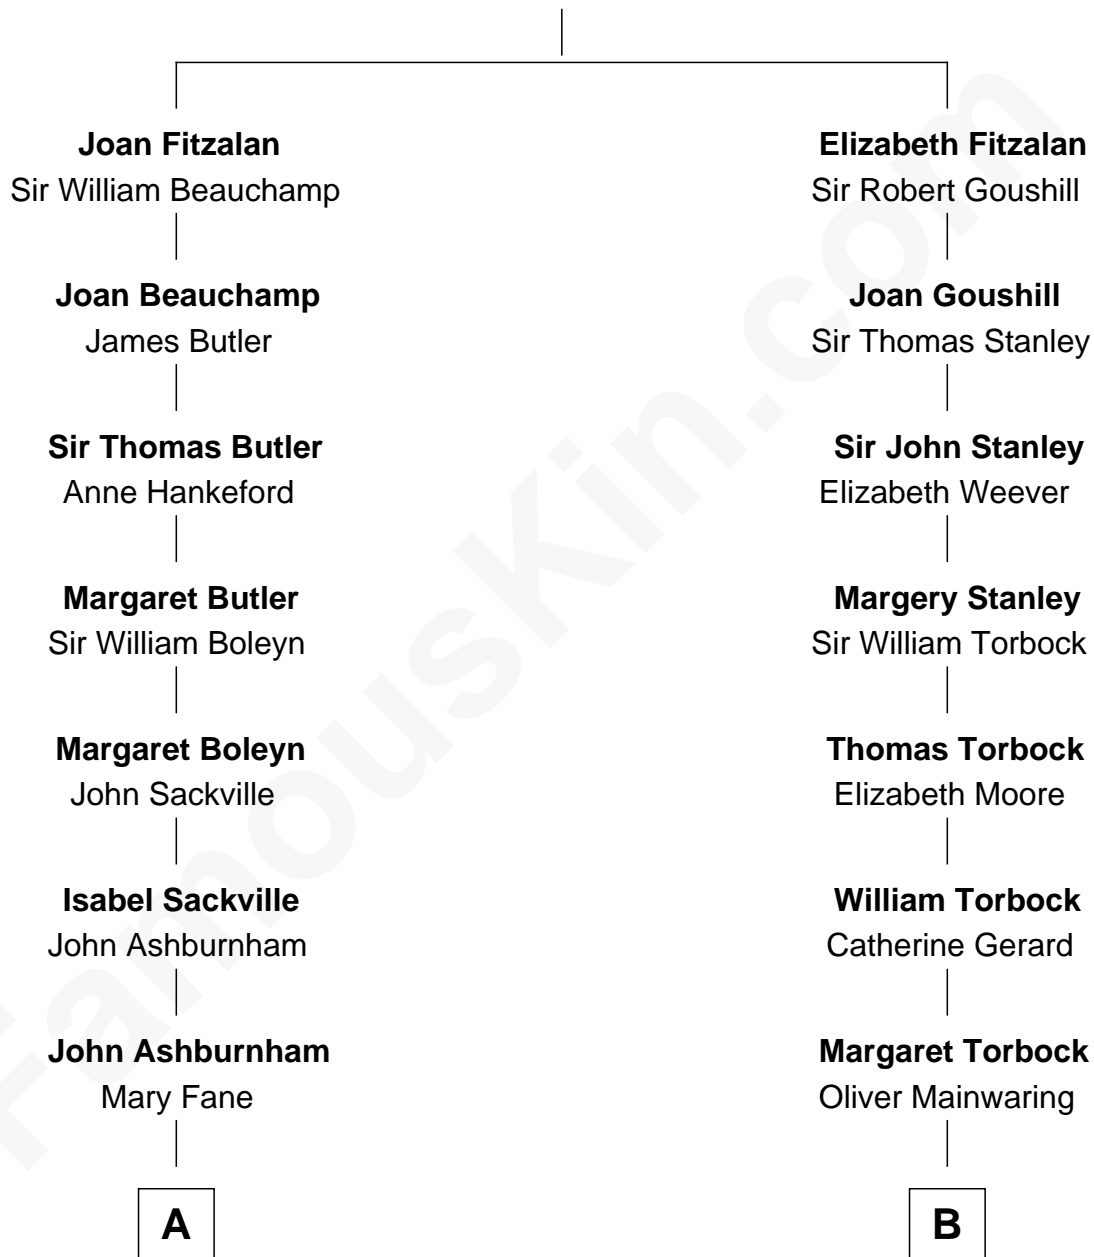 Joan Fitzalan
Sir William Beauchamp
Joan Beauchamp
James Butler
Sir Thomas Butler
Anne Hankeford
Margaret Butler
Sir William Boleyn
Margaret Boleyn
John Sackville
Isabel Sackville
John Ashburnham
John Ashburnham
Mary Fane
A
Elizabeth Fitzalan
Sir Robert Goushill
Joan Goushill
Sir Thomas Stanley
Sir John Stanley
Elizabeth Weever
Margery Stanley
Sir William Torbock
Thomas Torbock
Elizabeth Moore
William Torbock
Catherine Gerard
Margaret Torbock
Oliver Mainwaring
B
FamousKin.com